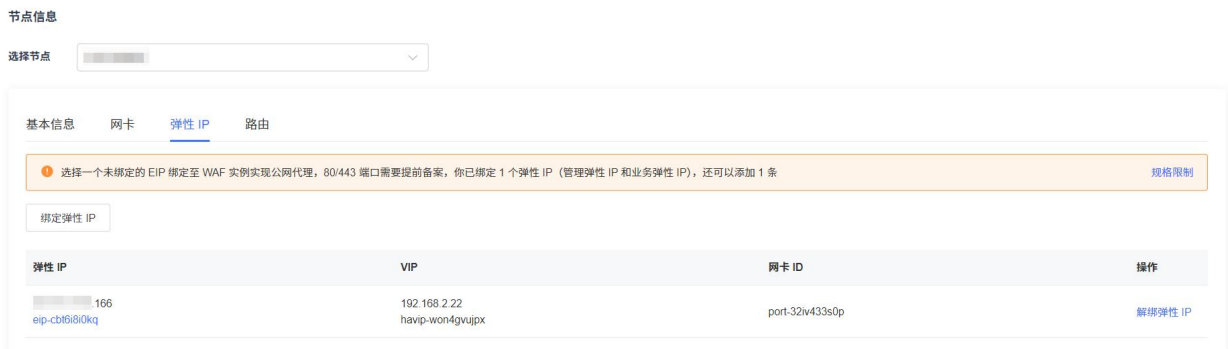 节点信息
选择节点
基本信息 网卡 弹性 IP 路由
选择一个未绑定的 EIP 绑定至 WAF 实例实现公网代理，80/443 端口需要提前备案，你已绑定 1 个弹性 IP（管理弹性 IP 和业务弹性 IP），还可以添加 1 条 规格限制
绑定弹性 IP
弹性 IP VIP 网卡 ID 操作
.166 192.168.2.22 port-32iv433s0p 解绑弹性 IP
eip-cbt6i8i0kq havip-won4gvujpx